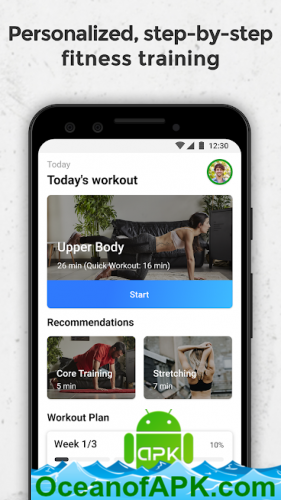 Personalized, step-by-step
fitness training
12:30
Today
Today's workout
Upper Body
26 min (Quick Workout: 16 min)
Start
Recommendations
Core Training
5 min
Stretching
7 min
Workout Plan
Week 1/3
10%
APK
OceanofAPK.com